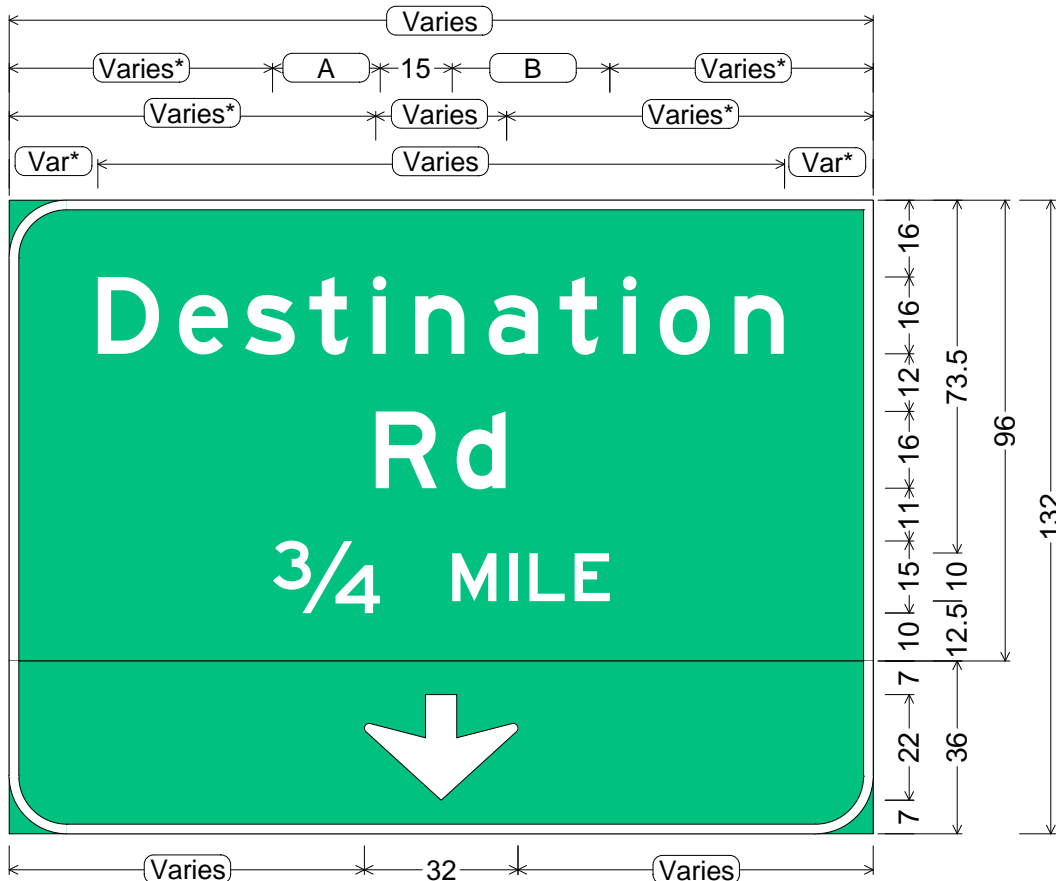 Varies
Varies* A 15 B Varies*
Varies* Varies Varies*
Var* Varies Var*
Destination
Rd
3/4 MILE
16
16
12
16
11
15
10
7
22
7
73.5
10
12.5
36
96
132
Varies 32 Varies